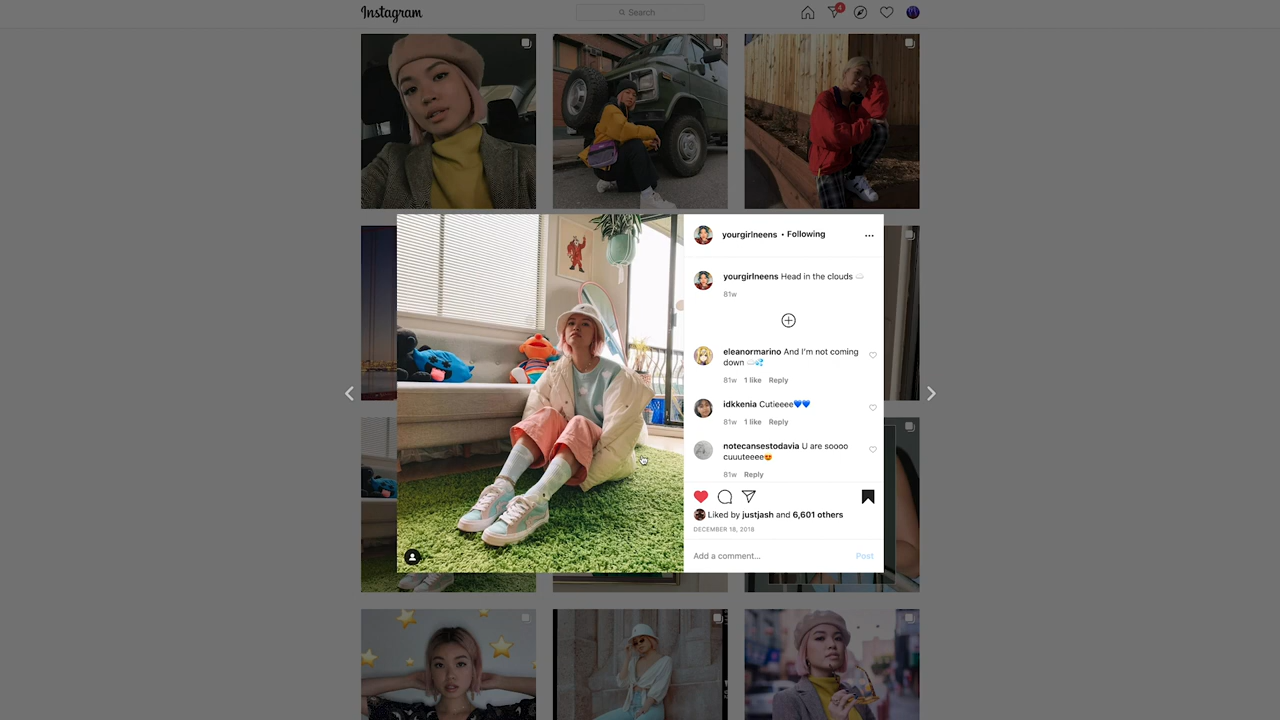 Instagram
Search
4
yourgirlneens • Following
yourgirlneens Head in the clouds ☁️
81w
eleanormarino And I'm not coming
down ☁️💨
81w 1 like Reply
idkkenia Cutieeee💙💙
81w 1 like Reply
notecansestodavia U are soooo
cuuuteeee😍
81w Reply
Liked by justjash and 6,601 others
DECEMBER 18, 2018
Add a comment... Post